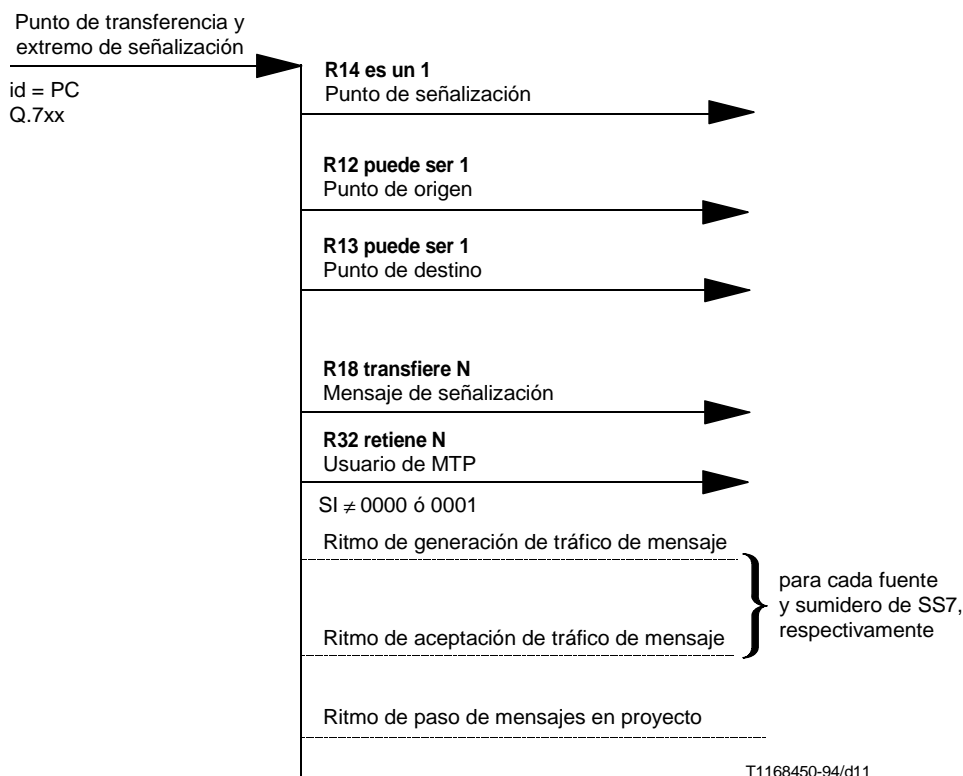 Punto de transferencia y
extremo de señalización
id = PC
Q.7xx
R14 es un 1
Punto de señalización
R12 puede ser 1
Punto de origen
R13 puede ser 1
Punto de destino
R18 transfiere N
Mensaje de señalización
R32 retiene N
Usuario de MTP
SI ≠ 0000 ó 0001
Ritmo de generación de tráfico de mensaje
para cada fuente
y sumidero de SS7,
respectivamente
Ritmo de aceptación de tráfico de mensaje
Ritmo de paso de mensajes en proyecto
T1168450-94/d11